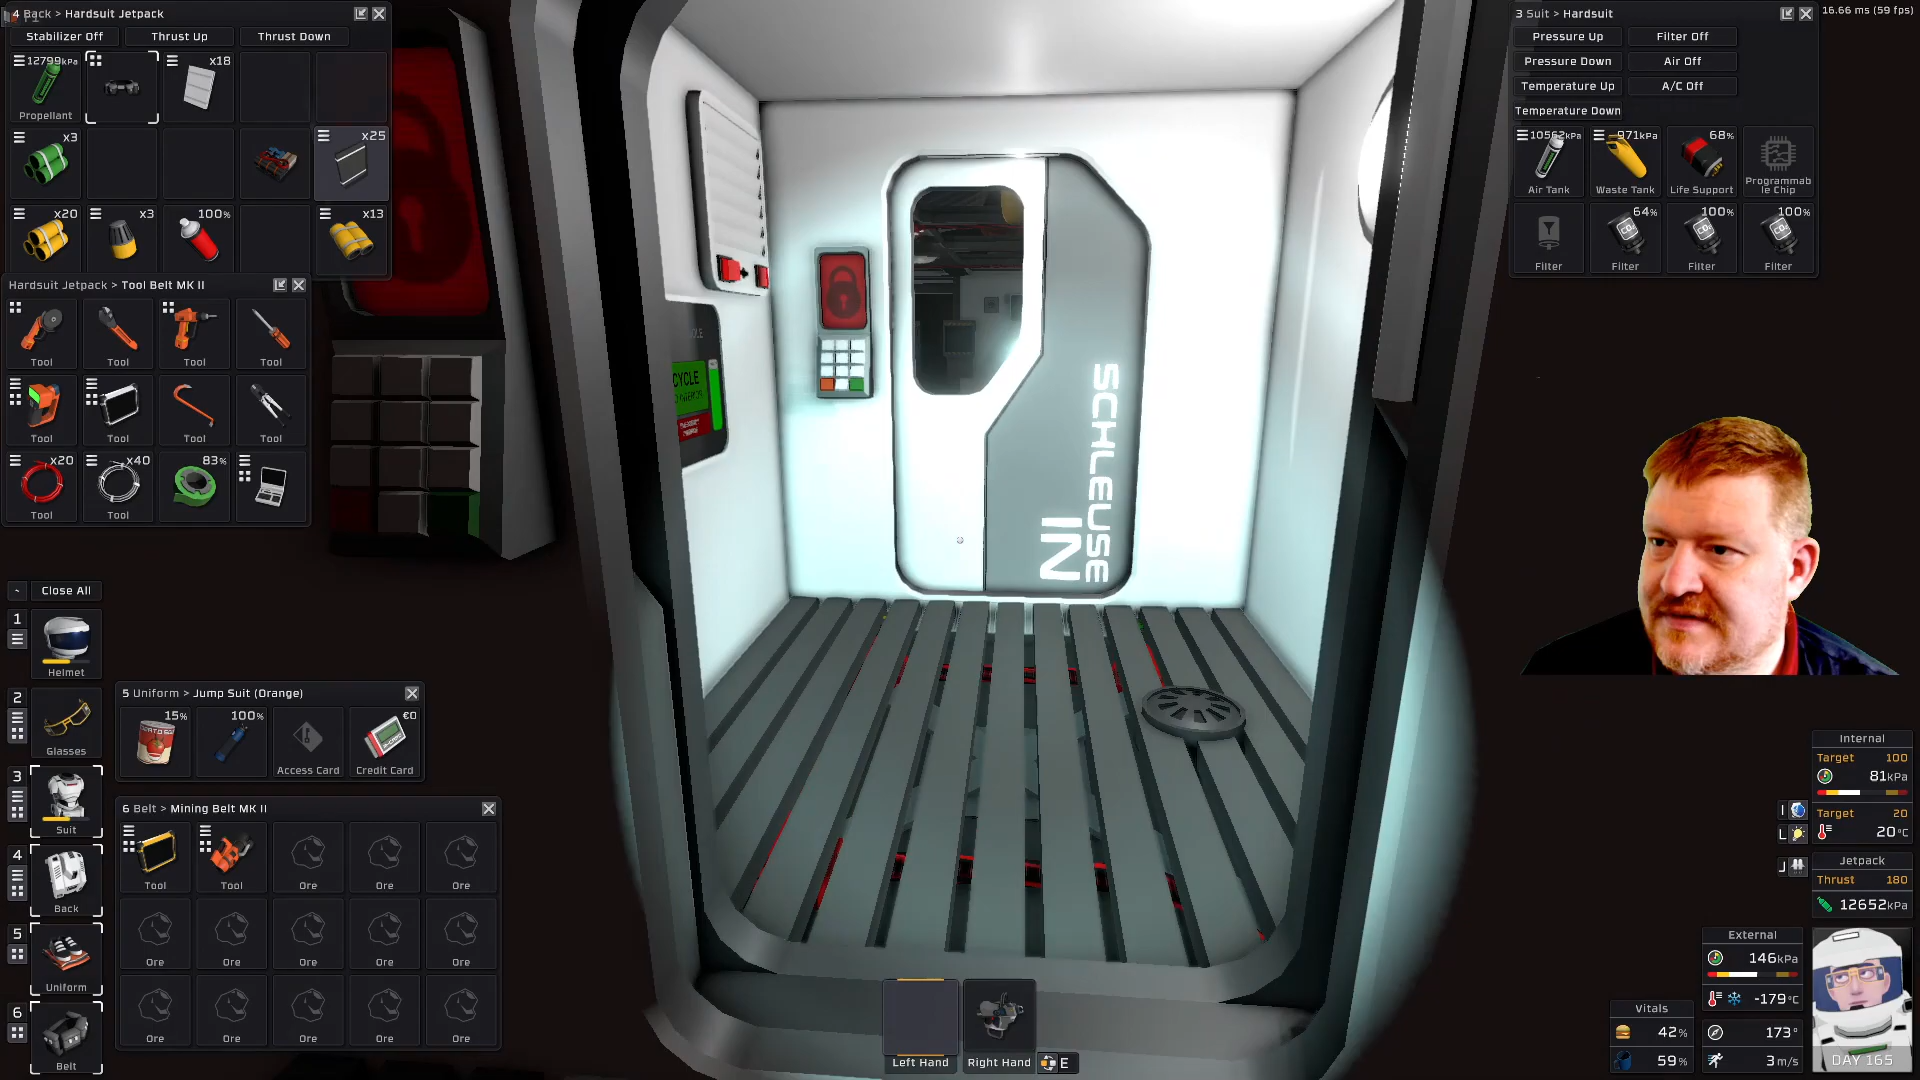 4 Back > Hardsuit Jetpack
Stabilizer Off
Thrust Up
Thrust Down
12799kPa
x18
Propellant
x3
x25
x20
x3
100%
x13
Hardsuit Jetpack > Tool Belt MK II
Tool
Tool
Tool
Tool
Tool
Tool
Tool
Tool
x20
x40
83%
Tool
Tool
Tool
~
Close All
1
Helmet
2
Glasses
3
Suit
4
Back
5
Uniform
6
Belt
5 Uniform > Jump Suit (Orange)
15%
100%
€0
Access Card
Credit Card
6 Belt > Mining Belt MK II
Tool
Tool
Ore
Ore
Ore
Ore
Ore
Ore
Ore
Ore
Ore
Ore
Ore
Ore
Ore
SCHLEUSE
IN
Left Hand
Right Hand
E
3 Suit > Hardsuit
16.66 ms (59 fps)
Pressure Up
Filter Off
Pressure Down
Air Off
Temperature Up
A/C Off
Temperature Down
10562kPa
971kPa
68%
Air Tank
Waste Tank
Life Support
Programmab
le Chip
64%
100%
100%
Filter
Filter
Filter
Filter
Internal
Target 100
81kPa
Target 20
20°C
I
L
J
Jetpack
Thrust 180
12652kPa
External
146kPa
-179°C
Vitals
42%
173°
59%
3m/s
DAY 165